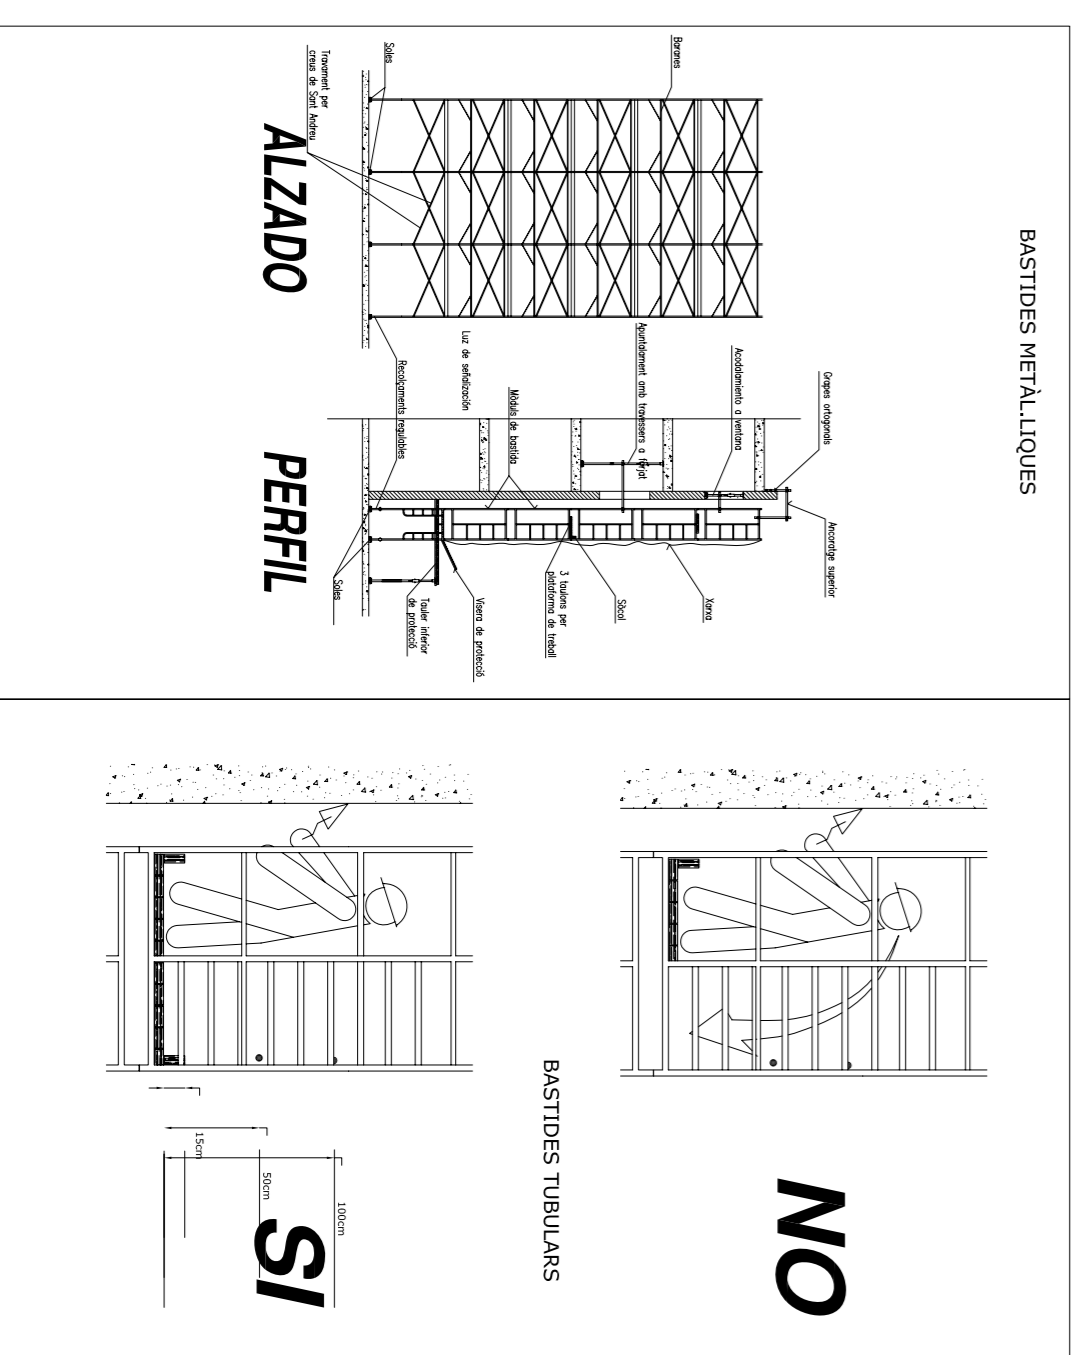 BASTIDES METÀL.LIQUES
Baranes
Soles
Travament per
creus de Sant Andreu
ALZADO
Grapes ortogonals
Acodalamiento a ventana
Apuntalament amb travessers a forjat
Luz de señalización
Mòduls de bastida
Recolçaments regulables
Ancoratge superior
Xarxa
Sòcol
3 taulons per
plataforma de treball
Visera de protecció
Tauler inferior
de protecció
Soles
PERFIL
NO
BASTIDES TUBULARS
100cm
50cm
15cm
SI